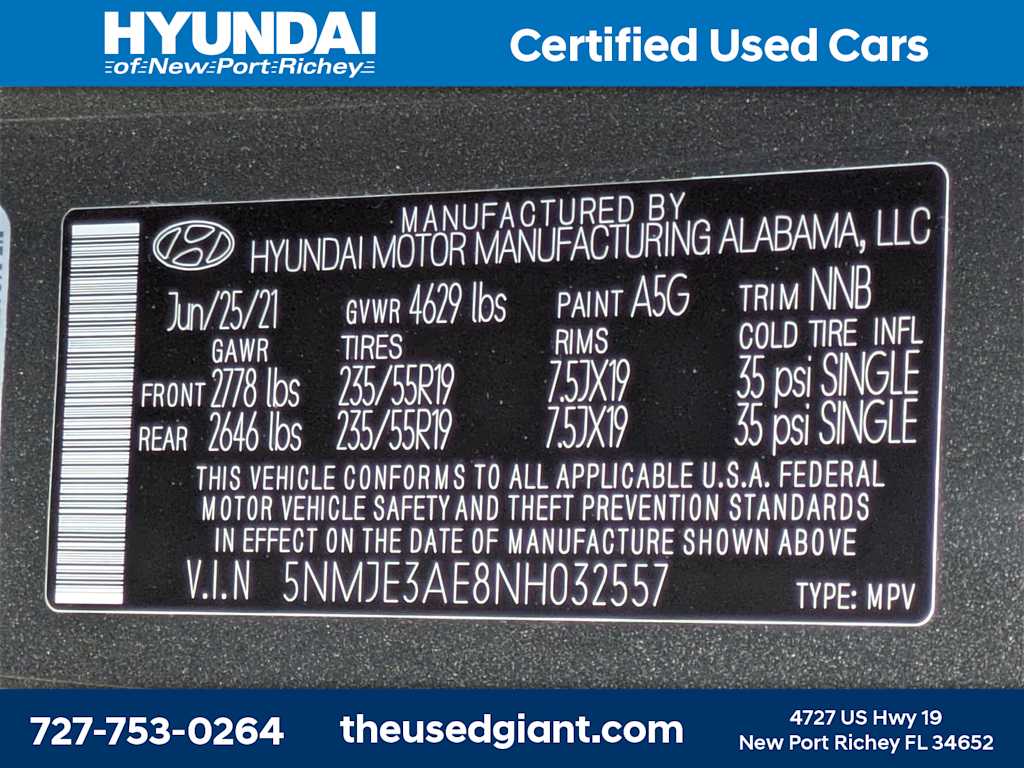 HYUNDAI
of New Port Richey
Certified Used Cars
MANUFACTURED BY
HYUNDAI MOTOR MANUFACTURING ALABAMA, LLC
Jun/25/21 GVWR 4629 lbs PAINT A5G TRIM NNB
GAWR TIRES RIMS COLD TIRE INFL
FRONT 2778 lbs 235/55R19 7.5JX19 35 psi SINGLE
REAR 2646 lbs 235/55R19 7.5JX19 35 psi SINGLE
THIS VEHICLE CONFORMS TO ALL APPLICABLE U.S.A. FEDERAL
MOTOR VEHICLE SAFETY AND THEFT PREVENTION STANDARDS
IN EFFECT ON THE DATE OF MANUFACTURE SHOWN ABOVE
V.I.N 5NMJE3AE8NH032557 TYPE: MPV
727-753-0264
theusedgiant.com
4727 US Hwy 19
New Port Richey FL 34652